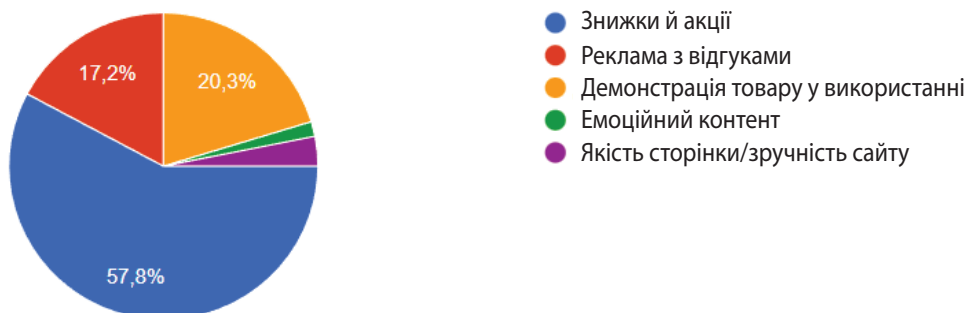 17,2%
20,3%
57,8%
Знижки й акції
Реклама з відгуками
Демонстрація товару у використанні
Емоційний контент
Якість сторінки/зручність сайту